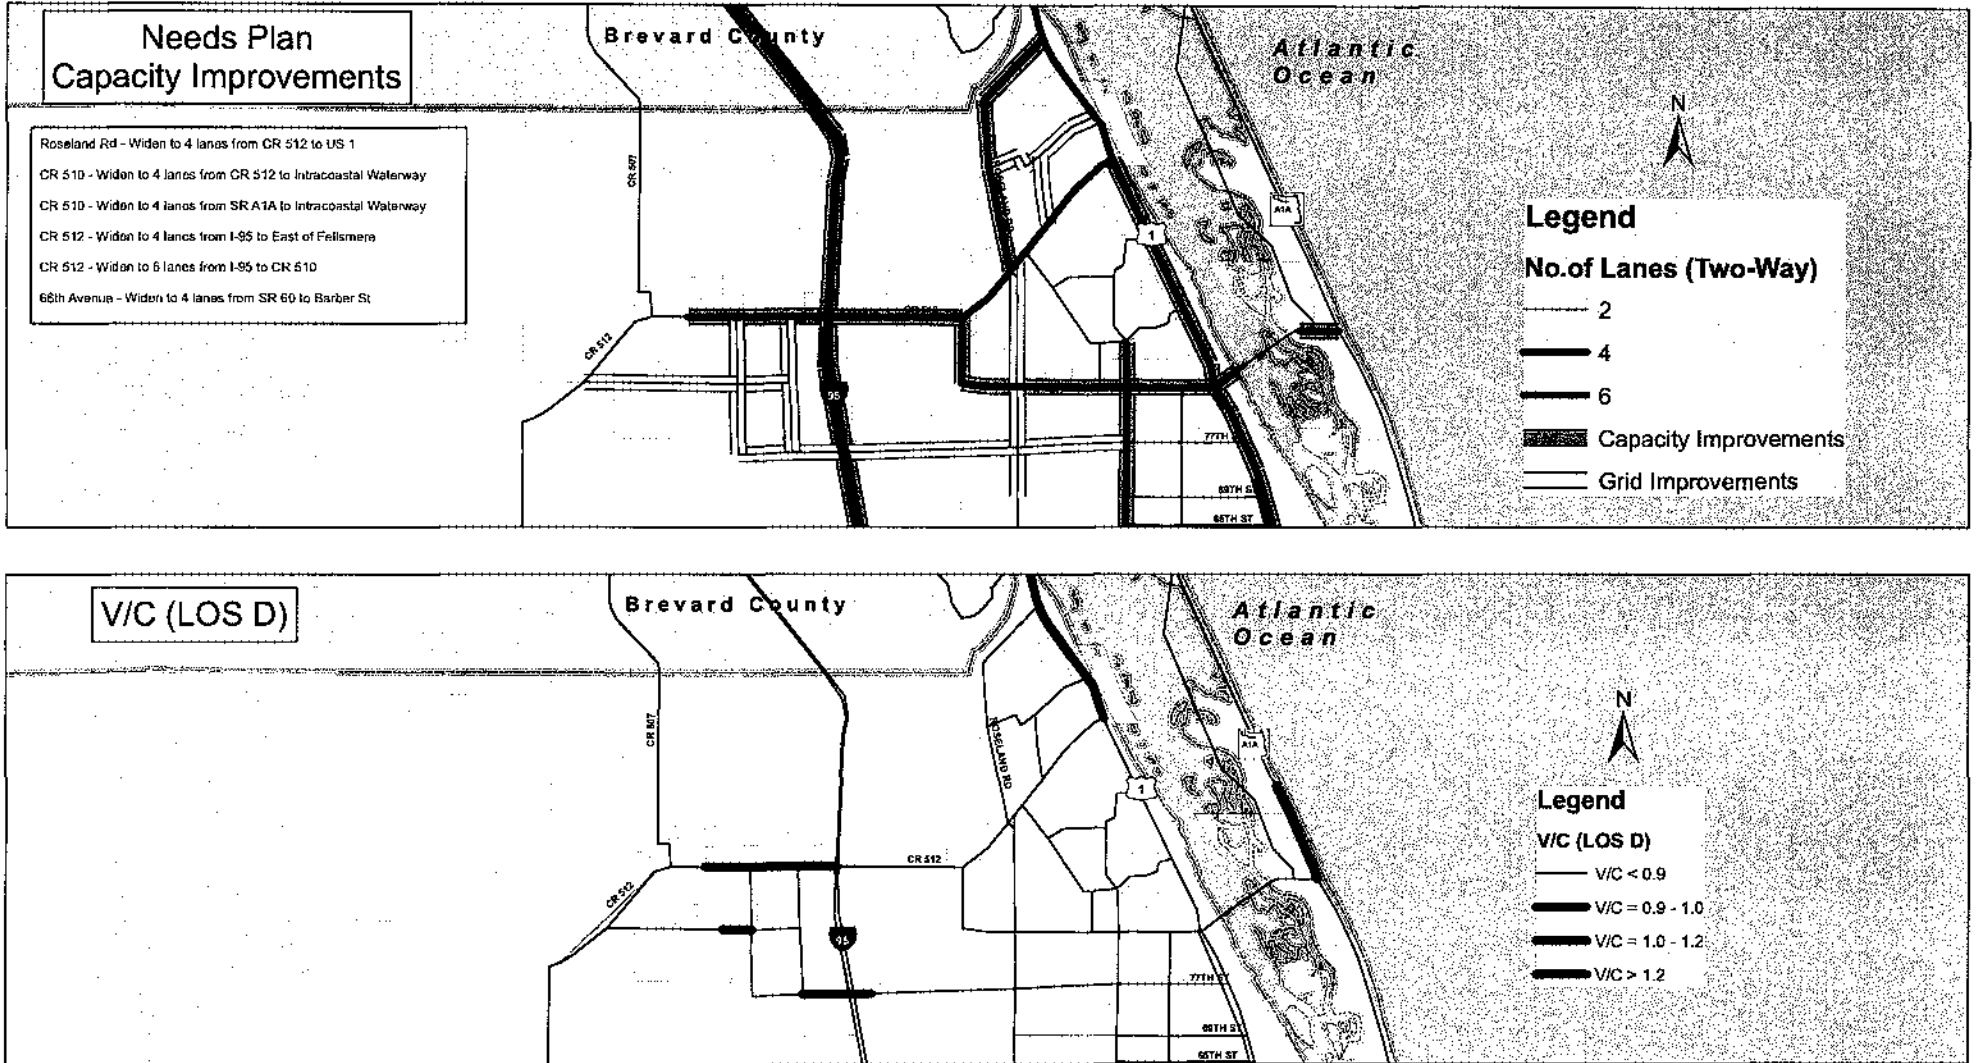 Needs Plan
Capacity Improvements
Brevard County
Atlantic
Ocean
N
Roseland Rd - Widen to 4 lanes from CR 512 to US 1
CR 510 - Widen to 4 lanes from CR 512 to Intracoastal Waterway
CR 510 - Widen to 4 lanes from SR A1A to Intracoastal Waterway
CR 512 - Widen to 4 lanes from I-95 to East of Fellsmere
CR 512 - Widen to 6 lanes from I-95 to CR 510
66th Avenue - Widen to 4 lanes from SR 60 to Barber St
CR 507
A1A
1
CR 512
95
77TH
69TH S
65TH ST
Legend
No.of Lanes (Two-Way)
2
4
6
Capacity Improvements
Grid Improvements
V/C (LOS D)
Brevard County
Atlantic
Ocean
N
CR 507
ROSELAND RD
A1A
1
CR 512
CR 512
95
77TH ST
69TH ST
65TH ST
Legend
V/C (LOS D)
V/C < 0.9
V/C = 0.9 - 1.0
V/C = 1.0 - 1.2
V/C > 1.2